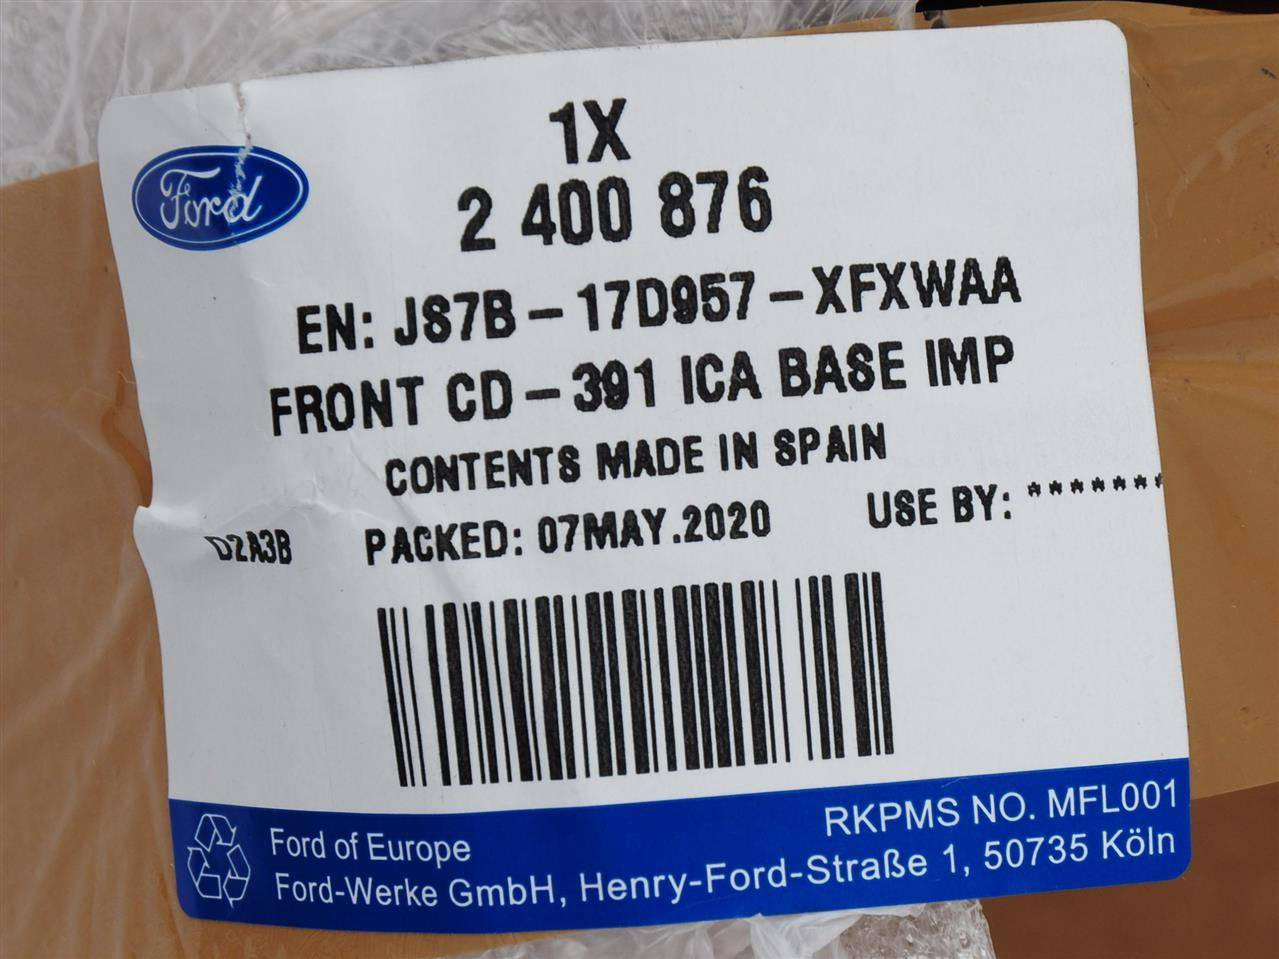 Ford
1X
2 400 876
EN: JS7B-17D957-XFXWAA
FRONT CD-391 ICA BASE IMP
CONTENTS MADE IN SPAIN
D2A3B PACKED: 07MAY.2020 USE BY: *******
RKPMS NO. MFL001
Ford of Europe
Ford-Werke GmbH, Henry-Ford-Straße 1, 50735 Köln